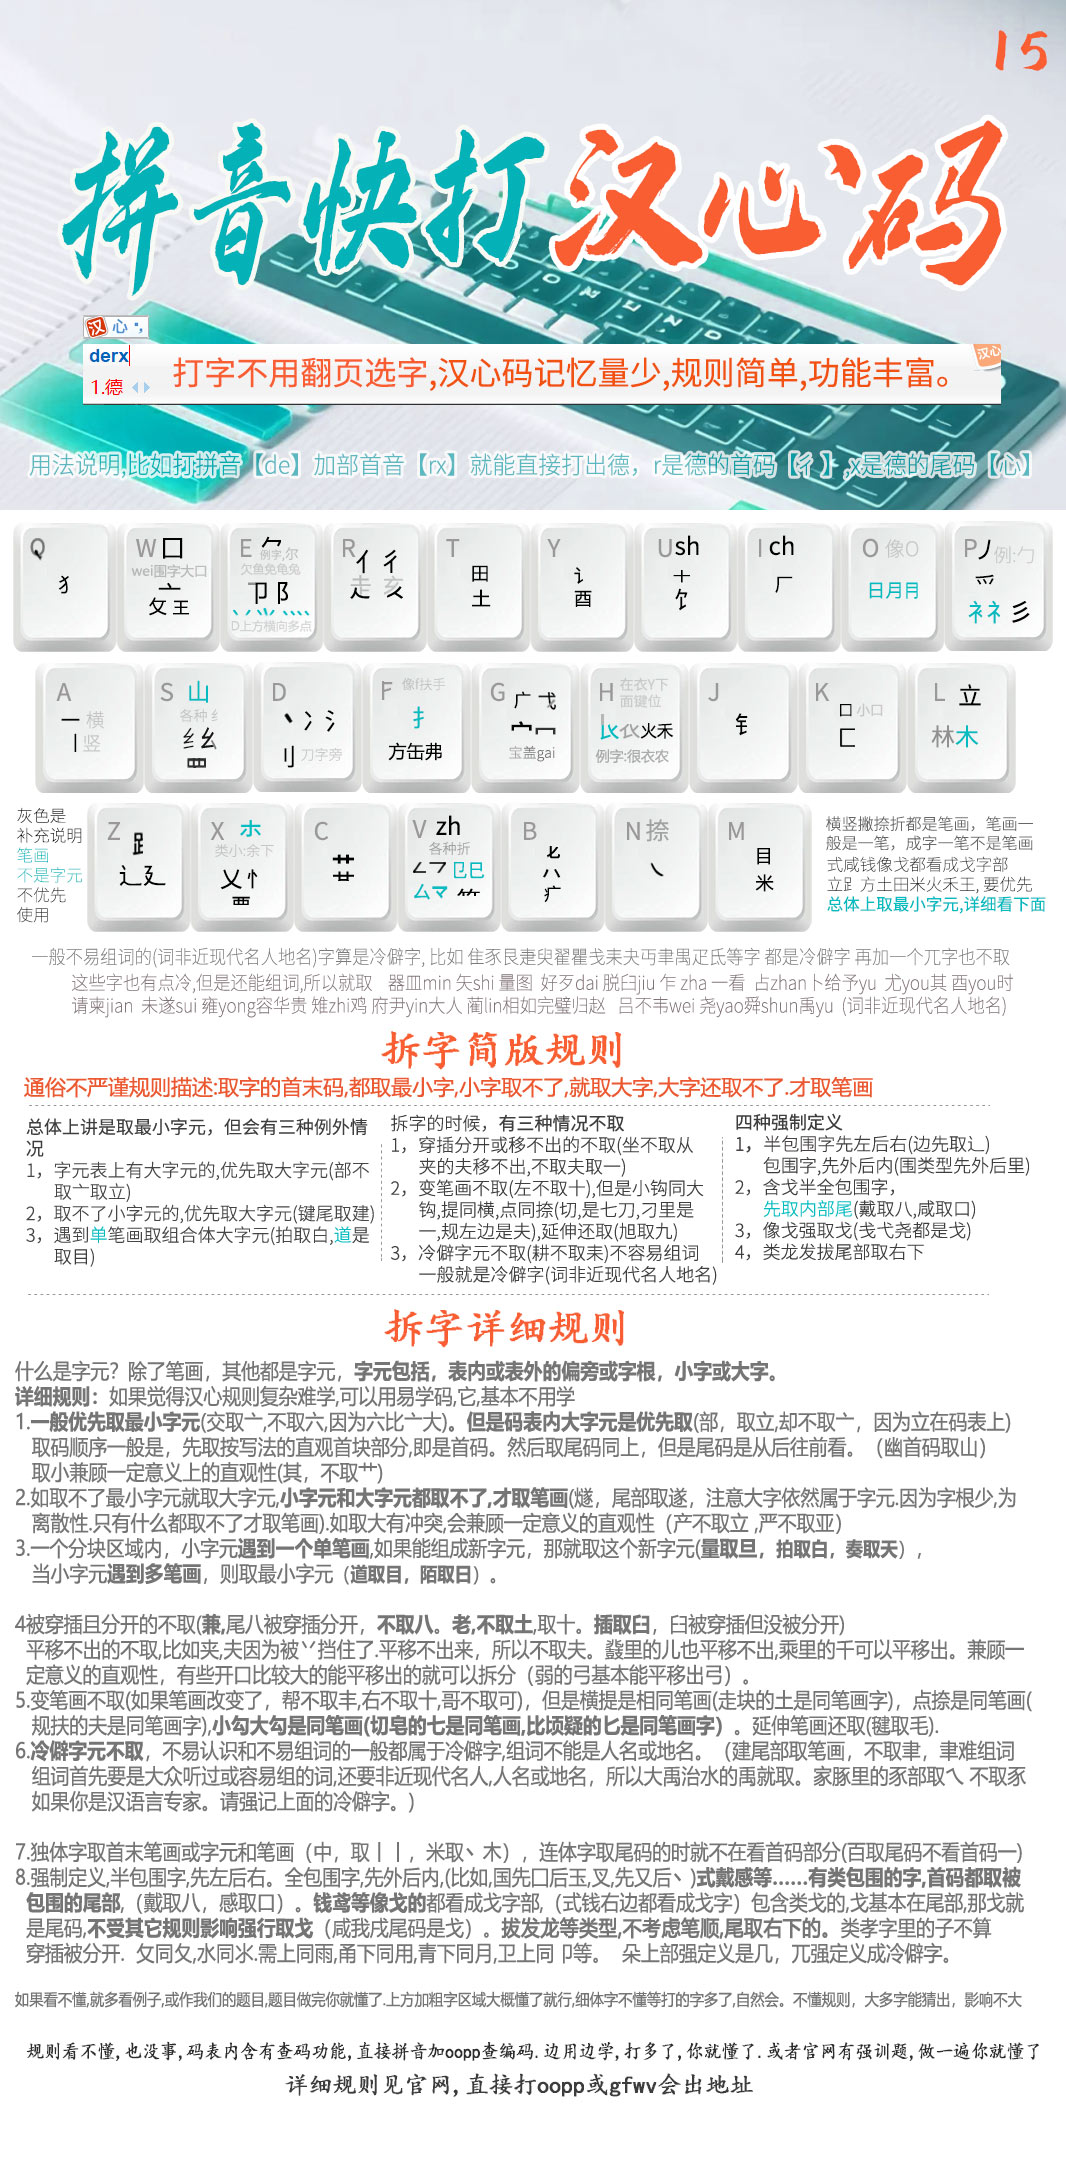 15
拼音快打汉心码
汉 心
derx
1.德
打字不用翻页选字,汉心码记忆量少,规则简单,功能丰富。
汉心
用法说明,比如打拼音【de】加部首音【rx】就能直接打出德，r是德的首码【彳】,x是德的尾码【心】
Q 犭
W 囗 wei围字大口 亠 攵 王
E ⺈ 例字,尔 欠鱼免龟兔 卩 阝 D上方横向多点
R 亻 彳 走 亥
T 田 土
Y 讠 酉
U sh 十 饣
I ch 厂
O 像O 日月⺝
P 丿 例:勹 爫 衤礻 彡
A 一 横 丨 竖
S 山 各种 纟 纟 幺 罒
D 丶 冫 氵 刂 刀字旁
F 像f扶手 扌 方缶弗
G 广 弋 宀 冖 宝盖gai
H 在衣Y下 面键位 火禾 例字:很衣农
J 钅
K 口 小口 匚
L 立 林木
灰色是
补充说明
笔画
不是字元
不优先
使用
Z 辶 廴
X 类小:余下 乂 忄 覀
C 艹
V zh 各种折 㔾巳 厶龴
B 八 疒
N 捺 ㇏
M 目 米
横竖撇捺折都是笔画，笔画一
般是一笔，成字一笔不是笔画
式咸钱像戈都看成戈字部
立⻊方土田米火禾王, 要优先
总体上取最小字元,详细看下面
一般不易组词的(词非近现代名人地名)字算是冷僻字, 比如 隹豕艮疌臾翟瞿戋耒夬丏聿禺疋氐等字 都是冷僻字 再加一个兀字也不取
这些字也有点冷,但是还能组词,所以就取 器皿min 矢shi 量图 好歹dai 脱臼jiu 乍 zha 一看 占zhan卜给予yu 尤you其 酉you时
请柬jian 未遂sui 雍yong容华贵 雉zhi鸡 府尹yin大人 蔺lin相如完璧归赵 吕不韦wei 尧yao舜shun禹yu (词非近现代名人地名)
拆字简版规则
通俗不严谨规则描述:取字的首末码,都取最小字,小字取不了,就取大字,大字还取不了.才取笔画
总体上讲是取最小字元，但会有三种例外情
况
1，字元表上有大字元的,优先取大字元(部不
取亠取立)
2，取不了小字元的,优先取大字元(键尾取建)
3，遇到单笔画取组合体大字元(拍取白,道是
取目)
拆字的时候，有三种情况不取
1，穿插分开或移不出的不取(坐不取从
夹的夫移不出,不取夫取一)
2，变笔画不取(左不取十),但是小钩同大
钩,提同横,点同捺(切,是七刀,刁里是
一,规左边是夫),延伸还取(旭取九)
3，冷僻字元不取(耕不取耒)不容易组词
一般就是冷僻字(词非近现代名人地名)
四种强制定义
1，半包围字先左后右(边先取辶)
包围字,先外后内(围类型先外后里)
2，含戈半全包围字，
先取内部尾(戴取八,咸取口)
3，像戈强取戈(戋弋尧都是戈)
4，类龙发拔尾部取右下
拆字详细规则
什么是字元？除了笔画，其他都是字元，字元包括，表内或表外的偏旁或字根，小字或大字。
详细规则：如果觉得汉心规则复杂难学,可以用易学码,它,基本不用学
1.一般优先取最小字元(交取亠,不取六,因为六比亠大)。但是码表内大字元是优先取(部，取立,却不取亠，因为立在码表上)
取码顺序一般是，先取按写法的直观首块部分,即是首码。然后取尾码同上，但是尾码是从后往前看。（幽首码取山）
取小兼顾一定意义上的直观性(其，不取艹)
2.如取不了最小字元就取大字元,小字元和大字元都取不了,才取笔画(燧，尾部取遂，注意大字依然属于字元.因为字根少,为
离散性.只有什么都取不了才取笔画).如取大有冲突,会兼顾一定意义的直观性（产不取立 ,严不取亚）
3.一个分块区域内，小字元遇到一个单笔画,如果能组成新字元，那就取这个新字元(量取旦，拍取白，奏取天），
当小字元遇到多笔画，则取最小字元（道取目，陌取日）。
4被穿插且分开的不取(兼,尾八被穿插分开，不取八。老,不取土,取十。插取臼，臼被穿插但没被分开)
平移不出的不取,比如夹,夫因为被丷挡住了.平移不出来，所以不取夫。鼗里的儿也平移不出,乘里的千可以平移出。兼顾一
定意义的直观性，有些开口比较大的能平移出的就可以拆分（弱的弓基本能平移出弓）。
5.变笔画不取(如果笔画改变了，帮不取丰,右不取十,哥不取可)，但是横提是相同笔画(走块的土是同笔画字)，点捺是同笔画(
规扶的夫是同笔画字),小勾大勾是同笔画(切皂的七是同笔画,比顷疑的匕是同笔画字）。延伸笔画还取(毽取毛).
6.冷僻字元不取，不易认识和不易组词的一般都属于冷僻字,组词不能是人名或地名。（建尾部取笔画，不取聿，聿难组词
组词首先要是大众听过或容易组的词,还要非近现代名人,人名或地名，所以大禹治水的禹就取。家豚里的豕部取乀 不取豕
如果你是汉语言专家。请强记上面的冷僻字。)
7.独体字取首末笔画或字元和笔画（中，取丨丨，米取丶木），连体字取尾码的时就不在看首码部分(百取尾码不看首码一)
8.强制定义,半包围字,先左后右。全包围字,先外后内,(比如,国先囗后玉,叉,先又后丶)式戴感等......有类包围的字,首码都取被
包围的尾部，（戴取八，感取口）。钱鸢等像戈的都看成戈字部,（式钱右边都看成戈字）包含类戈的,戈基本在尾部,那戈就
是尾码,不受其它规则影响强行取戈（咸我戌尾码是戈）。拔发龙等类型,不考虑笔顺,尾取右下的。类孝字里的子不算
穿插被分开. 攵同攵,水同氺.需上同雨,甬下同用,青下同月,卫上同卩等。 朵上部强定义是几，兀强定义成冷僻字。
如果看不懂,就多看例子,或作我们的题目,题目做完你就懂了.上方加粗字区域大概懂了就行,细体字不懂等打的字多了,自然会。不懂规则，大多字能猜出，影响不大
规则看不懂,也没事,码表内含有查码功能,直接拼音加oopp查编码.边用边学,打多了,你就懂了.或者官网有强训题,做一遍你就懂了
详细规则见官网,直接打oopp或gfwv会出地址